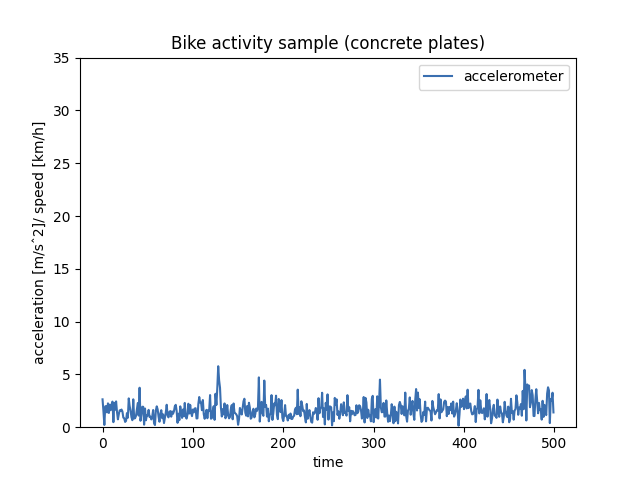 Bike activity sample (concrete plates)
accelerometer
acceleration [m/sˆ2]/ speed [km/h]
35
30
25
20
15
10
5
0
0 100 200 300 400 500
time